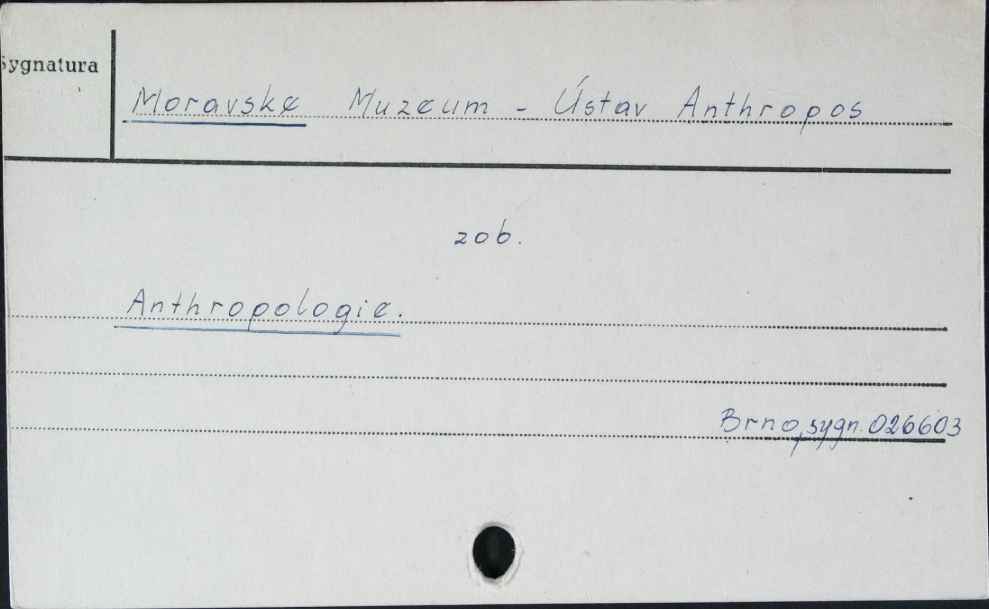 Sygnatura
Moravske Muzeum - Ústav Anthropos
zob.
Anthropologie.
Brno, sygn. 026603